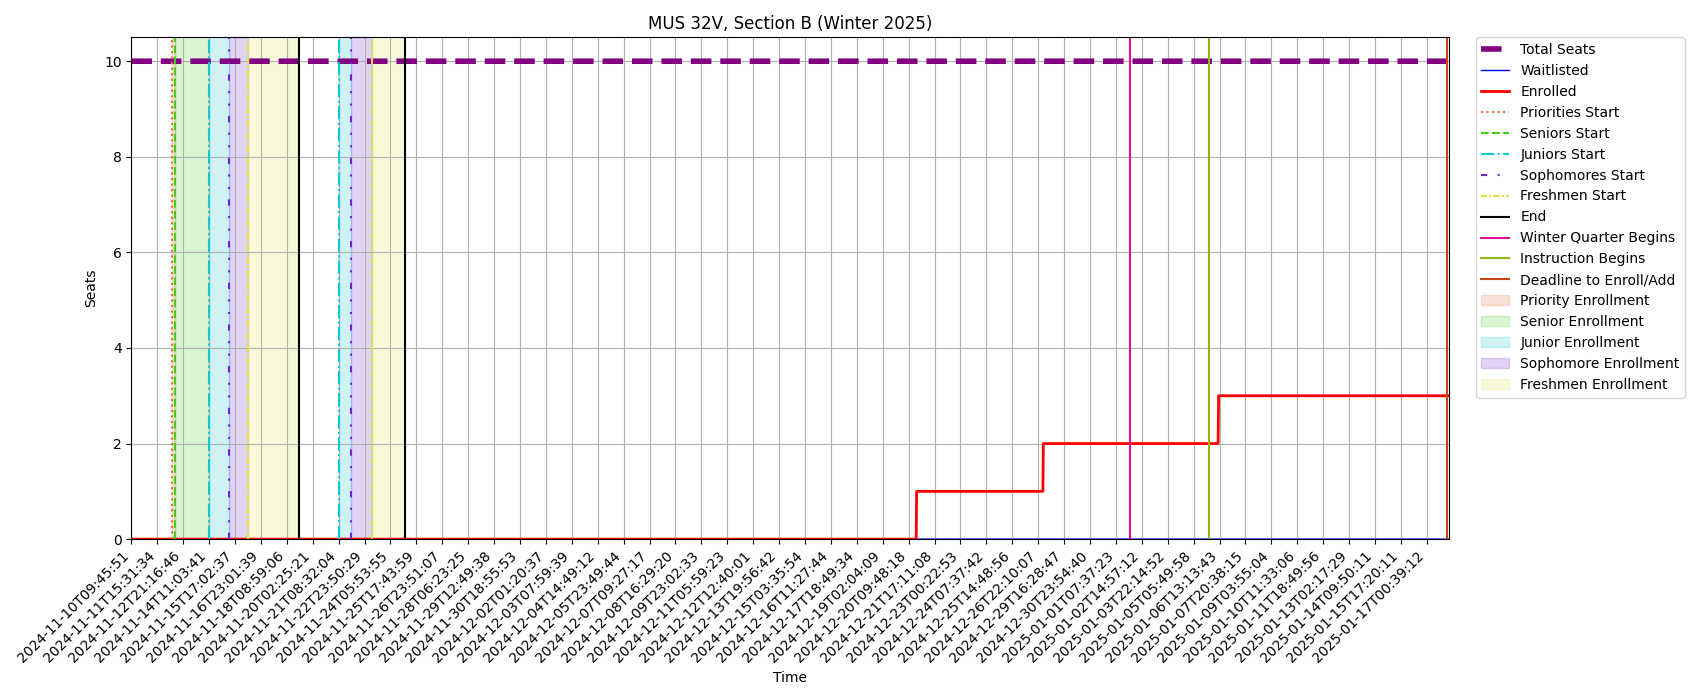 MUS 32V, Section B (Winter 2025)
Seats
10
8
6
4
2
0
2024-11-10T09:45:51
2024-11-11T15:31:34
2024-11-12T21:16:46
2024-11-14T11:03:41
2024-11-15T17:02:37
2024-11-16T23:01:39
2024-11-18T08:59:06
2024-11-20T02:25:21
2024-11-21T08:32:04
2024-11-22T23:50:29
2024-11-24T05:53:55
2024-11-25T17:43:59
2024-11-26T23:51:07
2024-11-28T06:23:25
2024-11-29T12:49:38
2024-11-30T18:55:53
2024-12-02T01:20:37
2024-12-03T07:59:39
2024-12-04T14:49:12
2024-12-05T23:49:44
2024-12-07T09:27:17
2024-12-08T16:29:20
2024-12-09T23:02:33
2024-12-11T05:59:23
2024-12-12T12:40:01
2024-12-13T19:56:42
2024-12-15T03:35:54
2024-12-16T11:27:44
2024-12-17T18:49:34
2024-12-19T02:04:09
2024-12-20T09:48:18
2024-12-21T17:11:08
2024-12-23T00:22:53
2024-12-24T07:37:42
2024-12-25T14:48:56
2024-12-26T22:10:07
2024-12-29T16:28:47
2024-12-30T23:54:40
2025-01-01T07:37:23
2025-01-02T14:57:12
2025-01-03T22:14:52
2025-01-05T05:49:58
2025-01-06T13:13:43
2025-01-07T20:38:15
2025-01-09T03:55:04
2025-01-10T11:33:06
2025-01-11T18:49:56
2025-01-13T02:17:29
2025-01-14T09:50:11
2025-01-15T17:20:11
2025-01-17T00:39:12
Time
Total Seats
Waitlisted
Enrolled
Priorities Start
Seniors Start
Juniors Start
Sophomores Start
Freshmen Start
End
Winter Quarter Begins
Instruction Begins
Deadline to Enroll/Add
Priority Enrollment
Senior Enrollment
Junior Enrollment
Sophomore Enrollment
Freshmen Enrollment